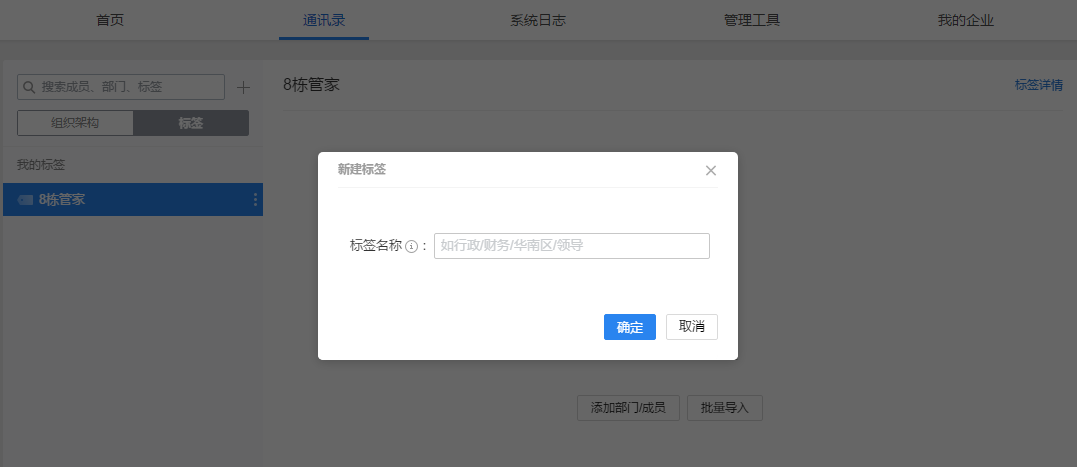 首页 通讯录 系统日志 管理工具 我的企业
搜索成员、部门、标签
组织架构 标签
我的标签
8栋管家
8栋管家 标签详情
新建标签
标签名称 : 如行政/财务/华南区/领导
确定 取消
添加部门/成员 批量导入